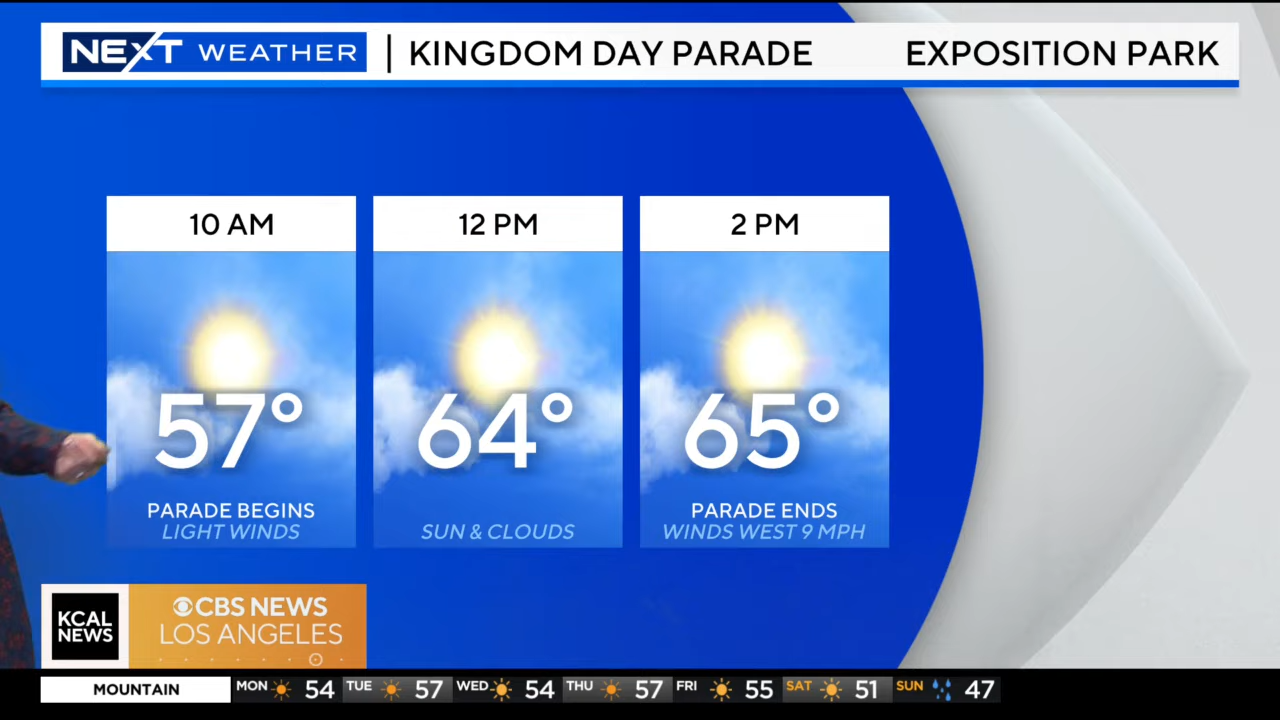 NEXT WEATHER | KINGDOM DAY PARADE EXPOSITION PARK
10 AM 12 PM 2 PM
57° 64° 65°
PARADE BEGINS PARADE ENDS
LIGHT WINDS SUN & CLOUDS WINDS WEST 9 MPH
KCAL NEWS
CBS NEWS
LOS ANGELES
MOUNTAIN MON 54 TUE 57 WED 54 THU 57 FRI 55 SAT 51 SUN 47